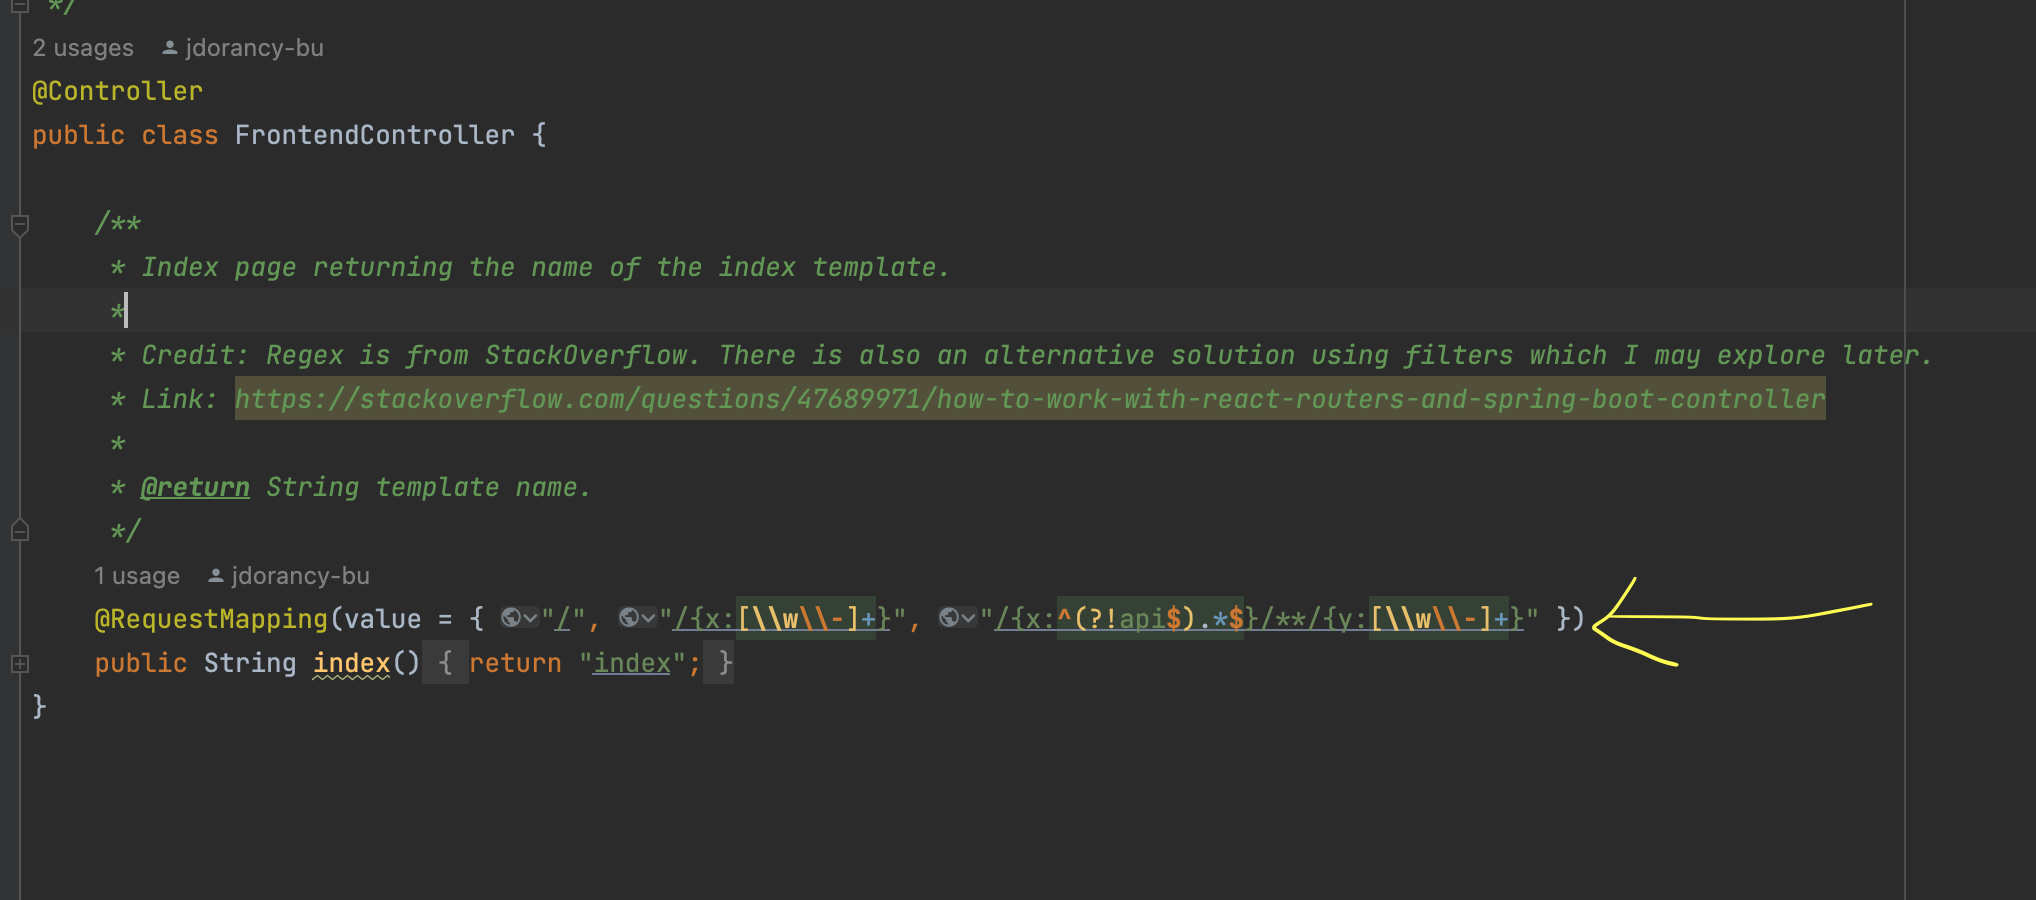 */
2 usages jdorancy-bu
@Controller
public class FrontendController {
/**
* Index page returning the name of the index template.
*
* Credit: Regex is from StackOverflow. There is also an alternative solution using filters which I may explore later.
* Link: https://stackoverflow.com/questions/47689971/how-to-work-with-react-routers-and-spring-boot-controller
*
* @return String template name.
*/
1 usage jdorancy-bu
@RequestMapping(value = { "/", "/{x:[\\w\\-]+}", "/{x:^(?!api$).*$}/**/{y:[\\w\\-]+}" })
public String index() { return "index"; }
}